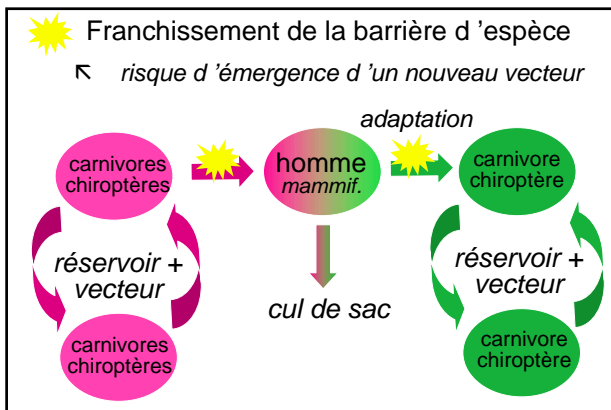 Franchissement de la barrière d ’espèce
risque d ’émergence d ’un nouveau vecteur
adaptation
carnivores
chiroptères
homme
mammif.
carnivore
chiroptère
réservoir +
vecteur
réservoir +
vecteur
cul de sac
carnivores
chiroptères
carnivore
chiroptère